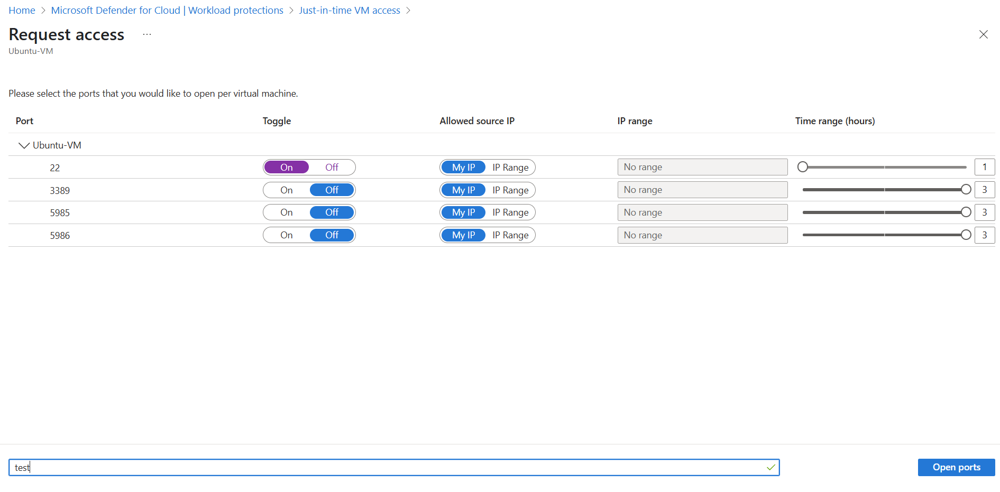 Home > Microsoft Defender for Cloud | Workload protections > Just-in-time VM access >
Request access ...
Ubuntu-VM
Please select the ports that you would like to open per virtual machine.
Port Toggle Allowed source IP IP range Time range (hours)
Ubuntu-VM
22 On Off My IP IP Range No range 1
3389 On Off My IP IP Range No range 3
5985 On Off My IP IP Range No range 3
5986 On Off My IP IP Range No range 3
test Open ports